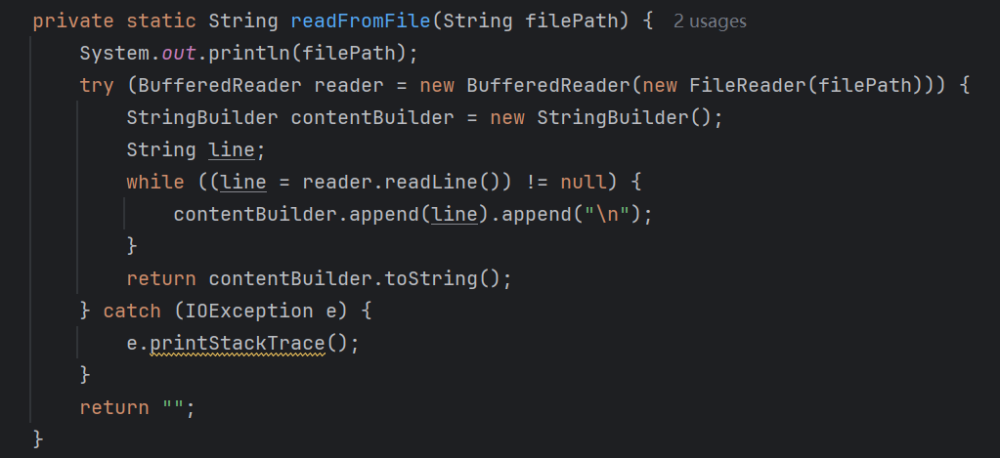 private static String readFromFile(String filePath) { 2 usages
    System.out.println(filePath);
    try (BufferedReader reader = new BufferedReader(new FileReader(filePath))) {
        StringBuilder contentBuilder = new StringBuilder();
        String line;
        while ((line = reader.readLine()) != null) {
            contentBuilder.append(line).append("\n");
        }
        return contentBuilder.toString();
    } catch (IOException e) {
        e.printStackTrace();
    }
    return "";
}